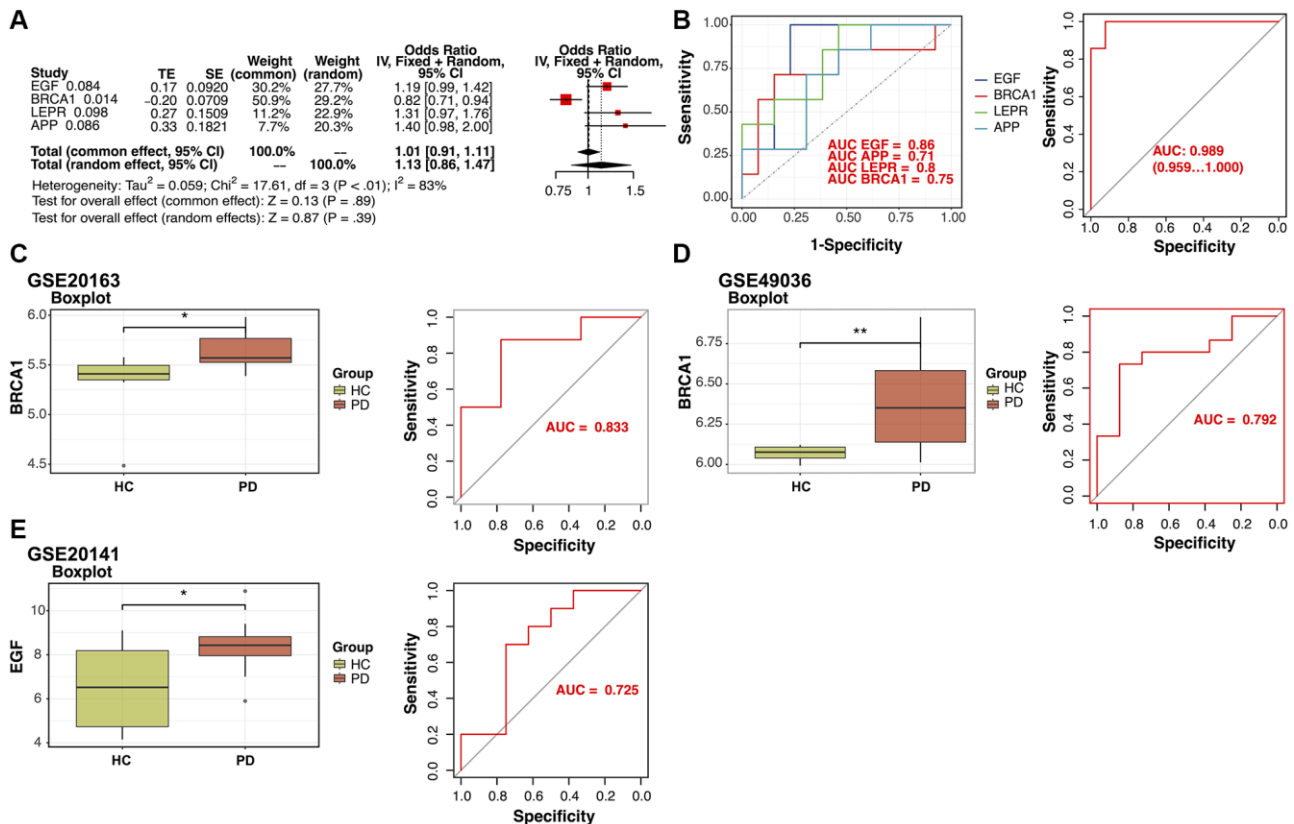 A
Study TE SE Weight (common) Weight (random) Odds Ratio IV, Fixed + Random, 95% CI Odds Ratio IV, Fixed + Random, 95% CI
EGF 0.084 0.17 0.0920 30.2% 27.7% 1.19 [0.99, 1.42]
BRCA1 0.014 −0.20 0.0709 50.9% 29.2% 0.82 [0.71, 0.94]
LEPR 0.098 0.27 0.1509 11.2% 22.9% 1.31 [0.97, 1.76]
APP 0.086 0.33 0.1821 7.7% 20.3% 1.40 [0.98, 2.00]
Total (common effect, 95% CI) 100.0% −− 1.01 [0.91, 1.11]
Total (random effect, 95% CI) −− 100.0% 1.13 [0.86, 1.47]
Heterogeneity: Tau² = 0.059; Chi² = 17.61, df = 3 (P < .01); I² = 83%
Test for overall effect (common effect): Z = 0.13 (P = .89)
Test for overall effect (random effects): Z = 0.87 (P = .39)
0.75 1 1.5
B
Ssensitivity
1.00
0.75
0.50
0.25
0.00
0.00 0.25 0.50 0.75 1.00
1-Specificity
AUC EGF = 0.86
AUC APP = 0.71
AUC LEPR = 0.8
AUC BRCA1 = 0.75
EGF
BRCA1
LEPR
APP
Sensitivity
0.0 0.2 0.4 0.6 0.8 1.0
AUC: 0.989
(0.959...1.000)
1.0 0.8 0.6 0.4 0.2 0.0
Specificity
C
GSE20163
Boxplot
BRCA1
6.0
5.5
5.0
4.5
*
HC PD
Group
HC
PD
Sensitivity
0.0 0.2 0.4 0.6 0.8 1.0
AUC = 0.833
1.0 0.8 0.6 0.4 0.2 0.0
Specificity
D
GSE49036
Boxplot
BRCA1
6.75
6.50
6.25
6.00
**
HC PD
Group
HC
PD
Sensitivity
0.0 0.2 0.4 0.6 0.8 1.0
AUC = 0.792
1.0 0.8 0.6 0.4 0.2 0.0
Specificity
E
GSE20141
Boxplot
EGF
10
8
6
4
*
HC PD
Group
HC
PD
Sensitivity
0.0 0.2 0.4 0.6 0.8 1.0
AUC = 0.725
1.0 0.8 0.6 0.4 0.2 0.0
Specificity